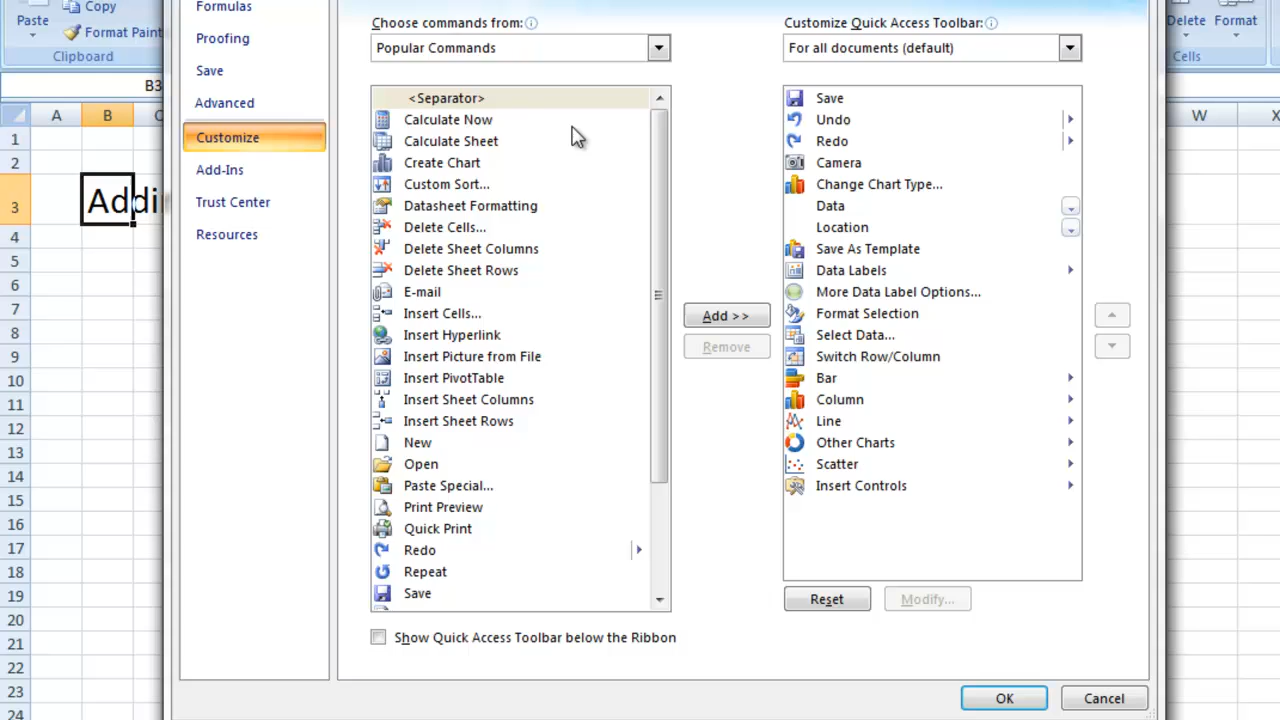 Paste
Copy
Format Paint
Clipboard
Formulas
Proofing
Save
Advanced
Customize
Add-Ins
Trust Center
Resources
Choose commands from:
Popular Commands
<Separator>
Calculate Now
Calculate Sheet
Create Chart
Custom Sort...
Datasheet Formatting
Delete Cells...
Delete Sheet Columns
Delete Sheet Rows
E-mail
Insert Cells...
Insert Hyperlink
Insert Picture from File
Insert PivotTable
Insert Sheet Columns
Insert Sheet Rows
New
Open
Paste Special...
Print Preview
Quick Print
Redo
Repeat
Save
Show Quick Access Toolbar below the Ribbon
Add >>
Remove
Customize Quick Access Toolbar:
For all documents (default)
Save
Undo
Redo
Camera
Change Chart Type...
Data
Location
Save As Template
Data Labels
More Data Label Options...
Format Selection
Select Data...
Switch Row/Column
Bar
Column
Line
Other Charts
Scatter
Insert Controls
Reset
Modify...
OK
Cancel
Delete
Format
Cells
B3
A B C
W X
1
2
3 Addi
4
5
6
7
8
9
10
11
12
13
14
15
16
17
18
19
20
21
22
23
24